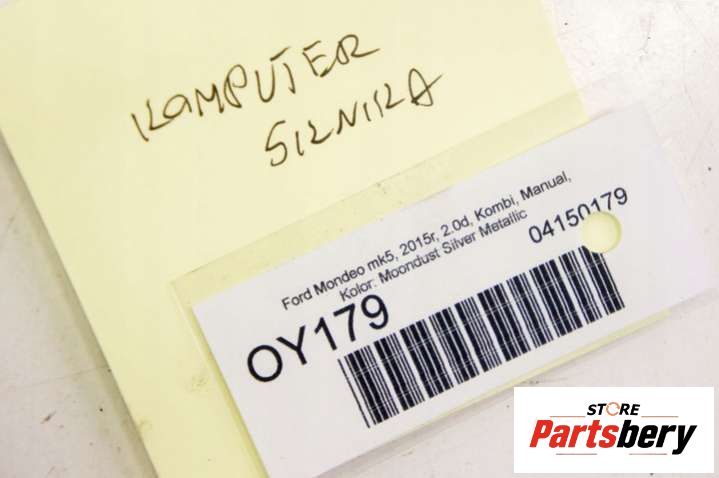 KOMPUTER
SILNIKA
Ford Mondeo mk5, 2015r, 2.0d, Kombi, Manual,
Kolor: Moondust Silver Metallic
04150179
OY179
STORE
Partsbery